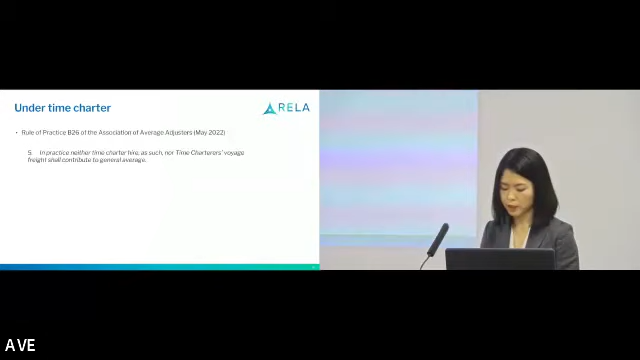 Under time charter
RELA
• Rule of Practice B26 of the Association of Average Adjusters (May 2022)
5. In practice neither time charter hire, as such, nor Time Charterers' voyage
freight shall contribute to general average.
AVE